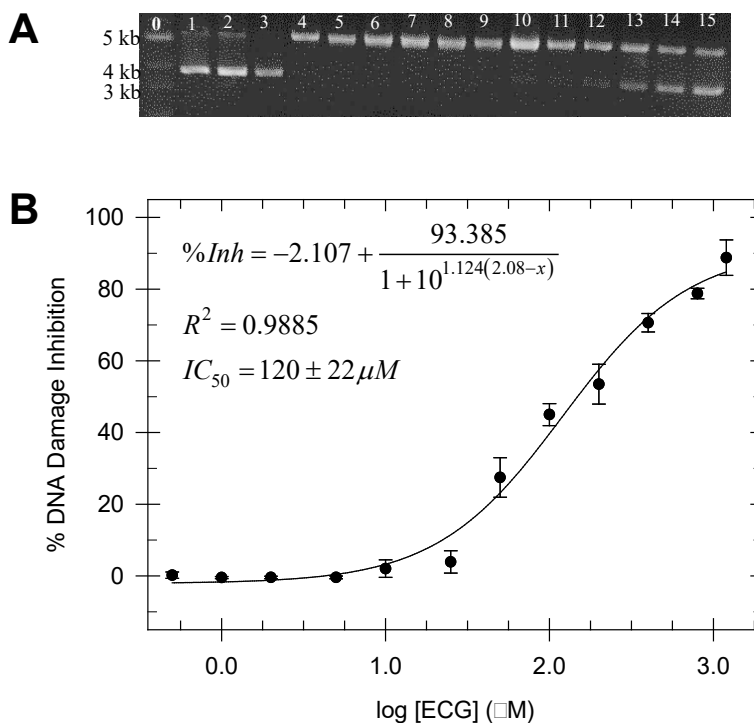 A
0 1 2 3 4 5 6 7 8 9 10 11 12 13 14 15
5 kb
4 kb
3 kb
B
100
80
60
40
20
0
% DNA Damage Inhibition
%Inh = −2.107 + 93.385 / 1+10^1.124(2.08−x)
R² = 0.9885
IC₅₀ = 120 ± 22 μM
0.0 1.0 2.0 3.0
log [ECG] (□M)